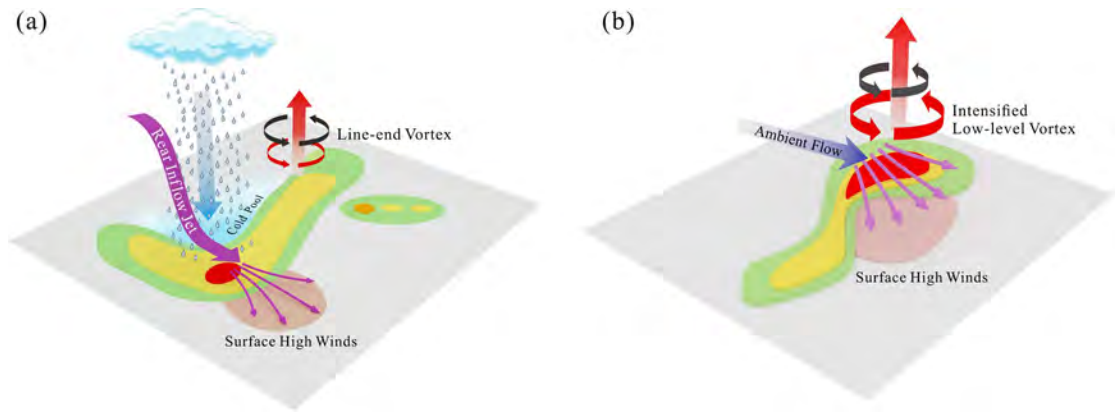 (a)
Rear Inflow Jet
Cold Pool
Line-end Vortex
Surface High Winds
(b)
Ambient Flow
Intensified
Low-level Vortex
Surface High Winds